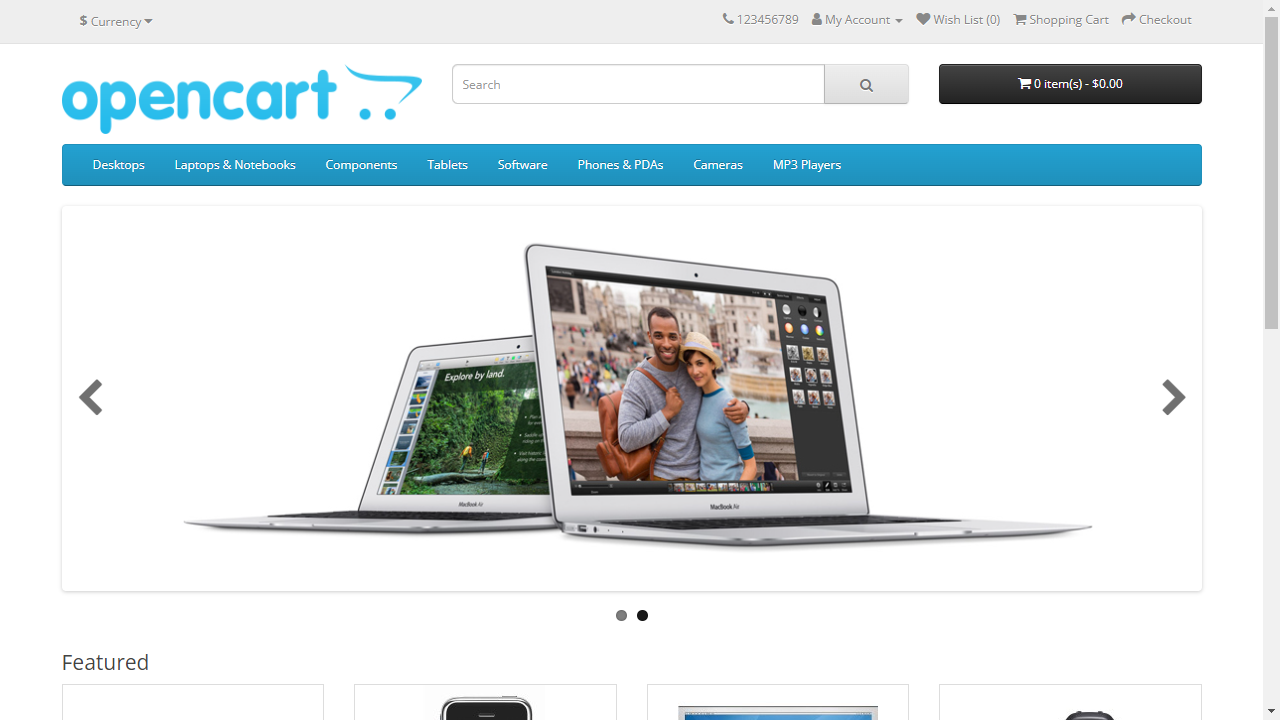 $ Currency
123456789
My Account
Wish List (0)
Shopping Cart
Checkout
opencart
Search
0 item(s) - $0.00
Desktops
Laptops & Notebooks
Components
Tablets
Software
Phones & PDAs
Cameras
MP3 Players
Explore by land.
MacBook Air
MacBook Air
Featured